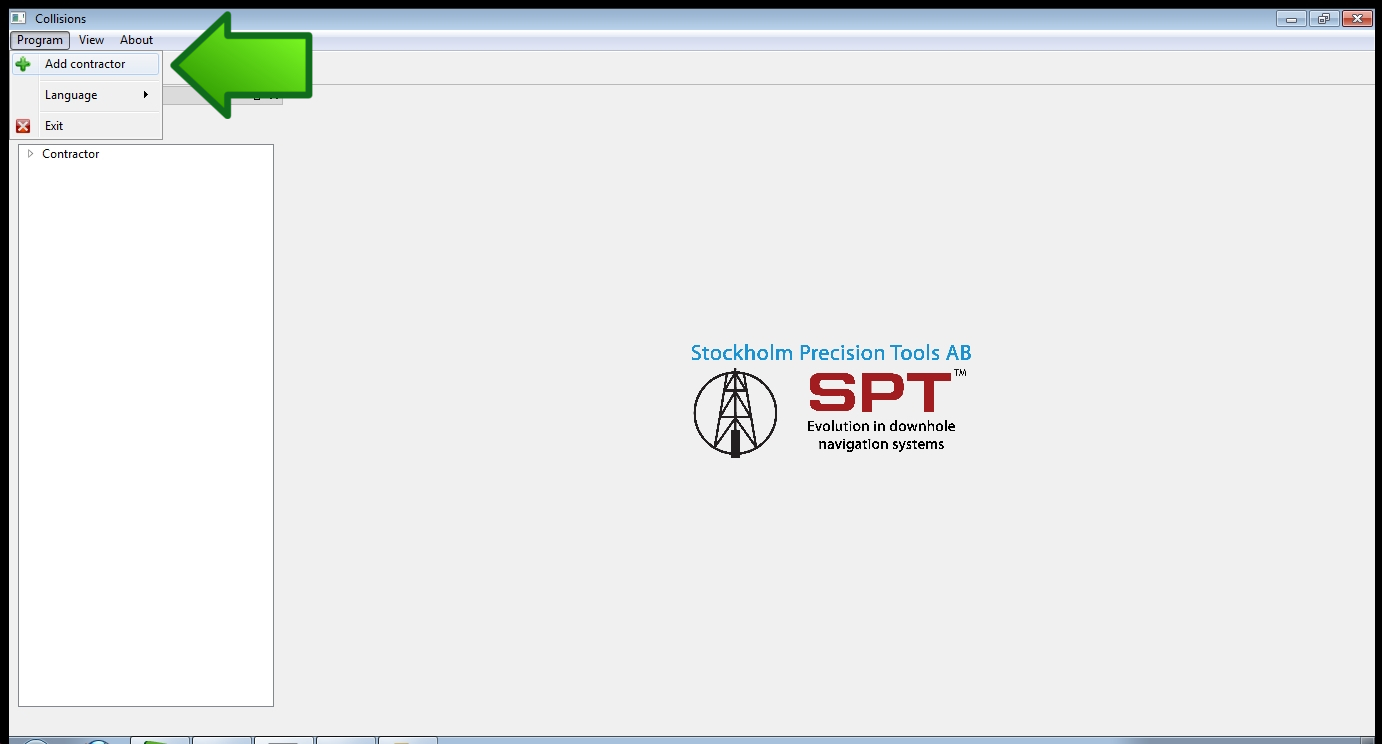 Collisions
Program View About
Add contractor
Language
Exit
Contractor
Stockholm Precision Tools AB
SPT™
Evolution in downhole
navigation systems